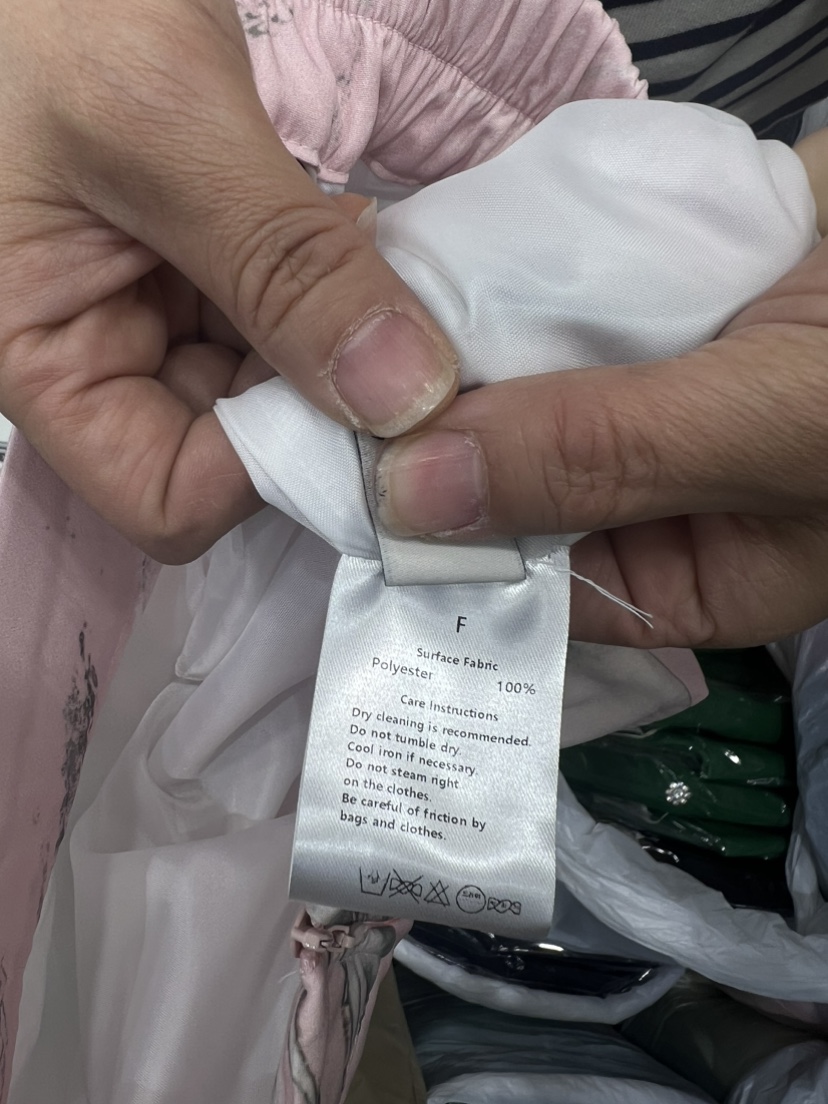 F
Surface Fabric
Polyester 100%
Care Instructions
Dry cleaning is recommended.
Do not tumble dry.
Cool iron if necessary.
Do not steam right
on the clothes.
Be careful of friction by
bags and clothes.